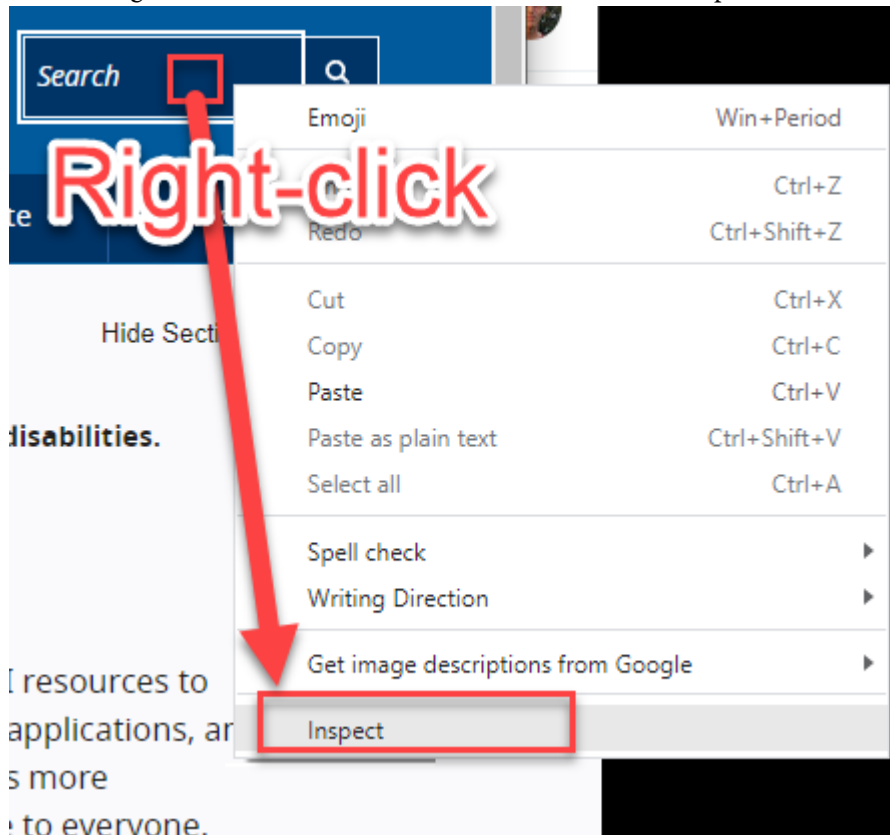 Search
Emoji Win+Period
Right-click
Ctrl+Z
te
Redo Ctrl+Shift+Z
Cut Ctrl+X
Hide Secti
Copy Ctrl+C
Paste Ctrl+V
disabilities.
Paste as plain text Ctrl+Shift+V
Select all Ctrl+A
Spell check
Writing Direction
Get image descriptions from Google
I resources to
applications, ar
Inspect
s more
to everyone.